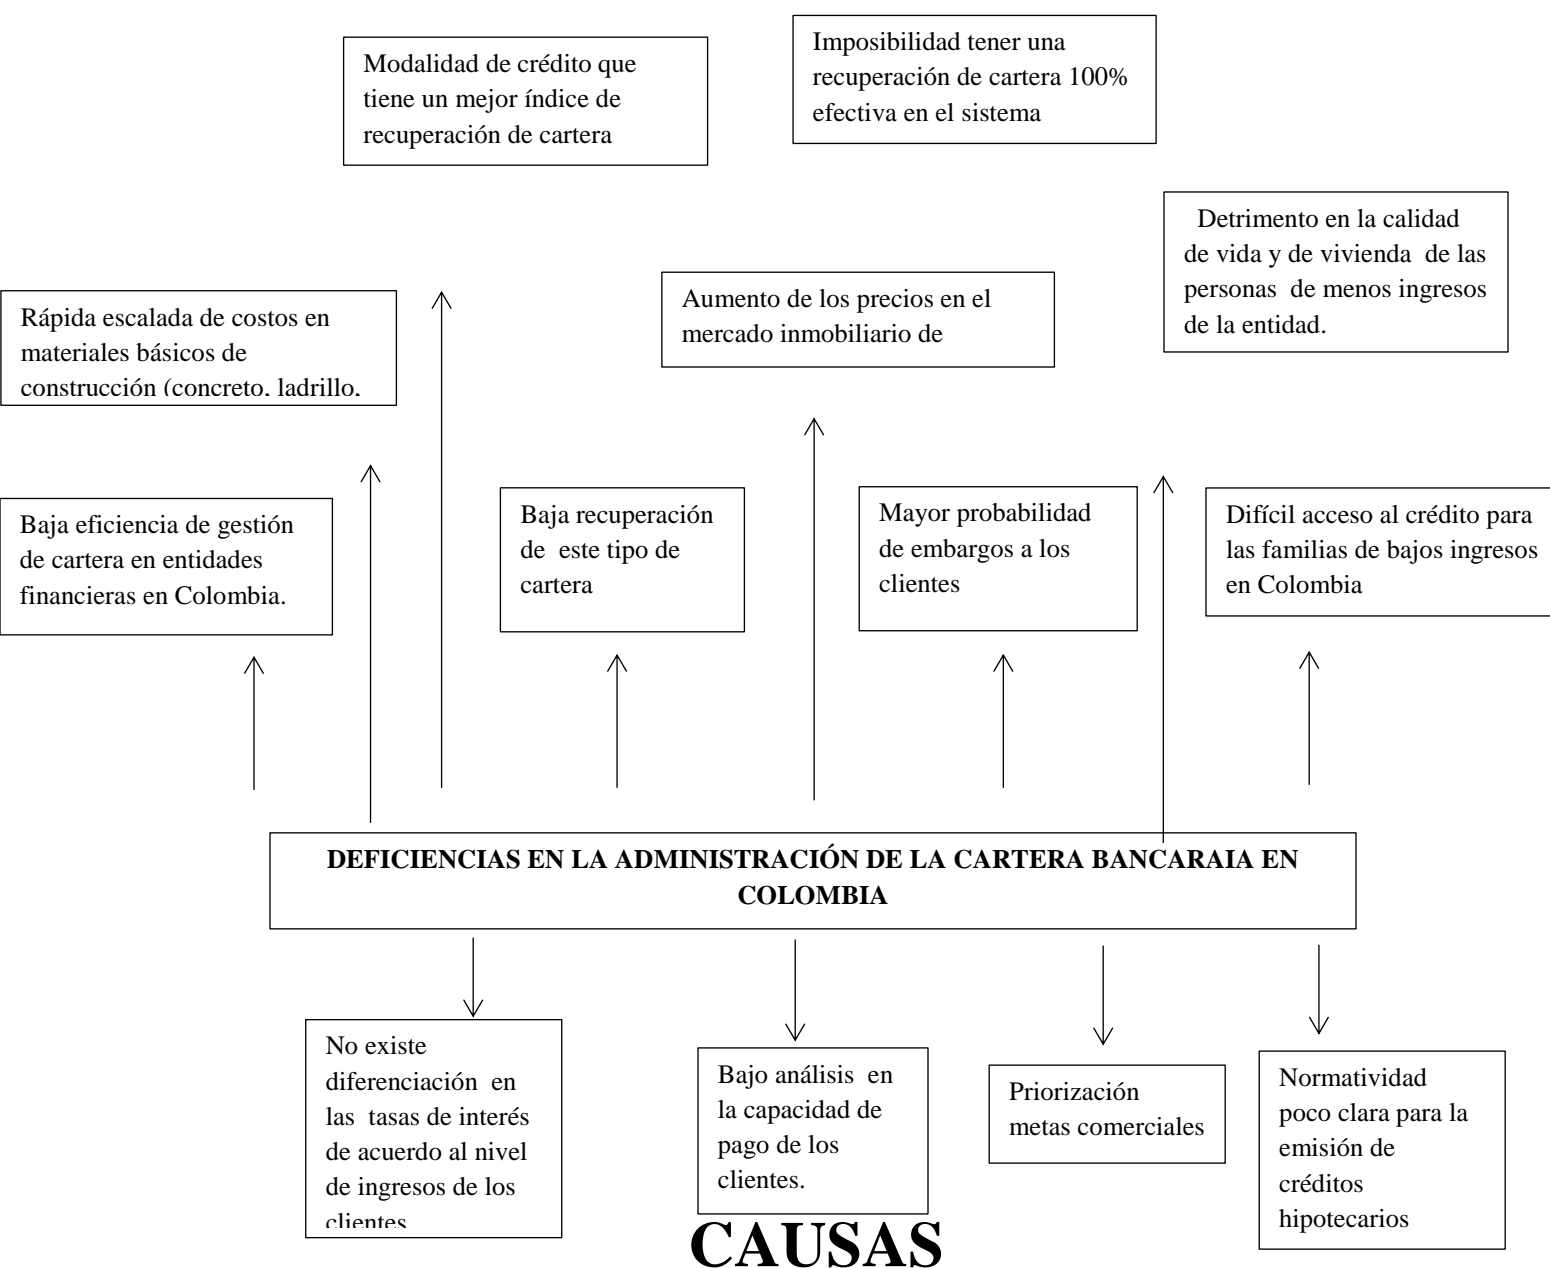 Modalidad de crédito que
tiene un mejor índice de
recuperación de cartera
Imposibilidad tener una
recuperación de cartera 100%
efectiva en el sistema
Detrimento en la calidad
de vida y de vivienda de las
personas de menos ingresos
de la entidad.
Rápida escalada de costos en
materiales básicos de
construcción (concreto, ladrillo,
Aumento de los precios en el
mercado inmobiliario de
Baja eficiencia de gestión
de cartera en entidades
financieras en Colombia.
Baja recuperación
de este tipo de
cartera
Mayor probabilidad
de embargos a los
clientes
Difícil acceso al crédito para
las familias de bajos ingresos
en Colombia
DEFICIENCIAS EN LA ADMINISTRACIÓN DE LA CARTERA BANCARAIA EN
COLOMBIA
No existe
diferenciación en
las tasas de interés
de acuerdo al nivel
de ingresos de los
clientes
Bajo análisis en
la capacidad de
pago de los
clientes.
Priorización
metas comerciales
Normatividad
poco clara para la
emisión de
créditos
hipotecarios
CAUSAS